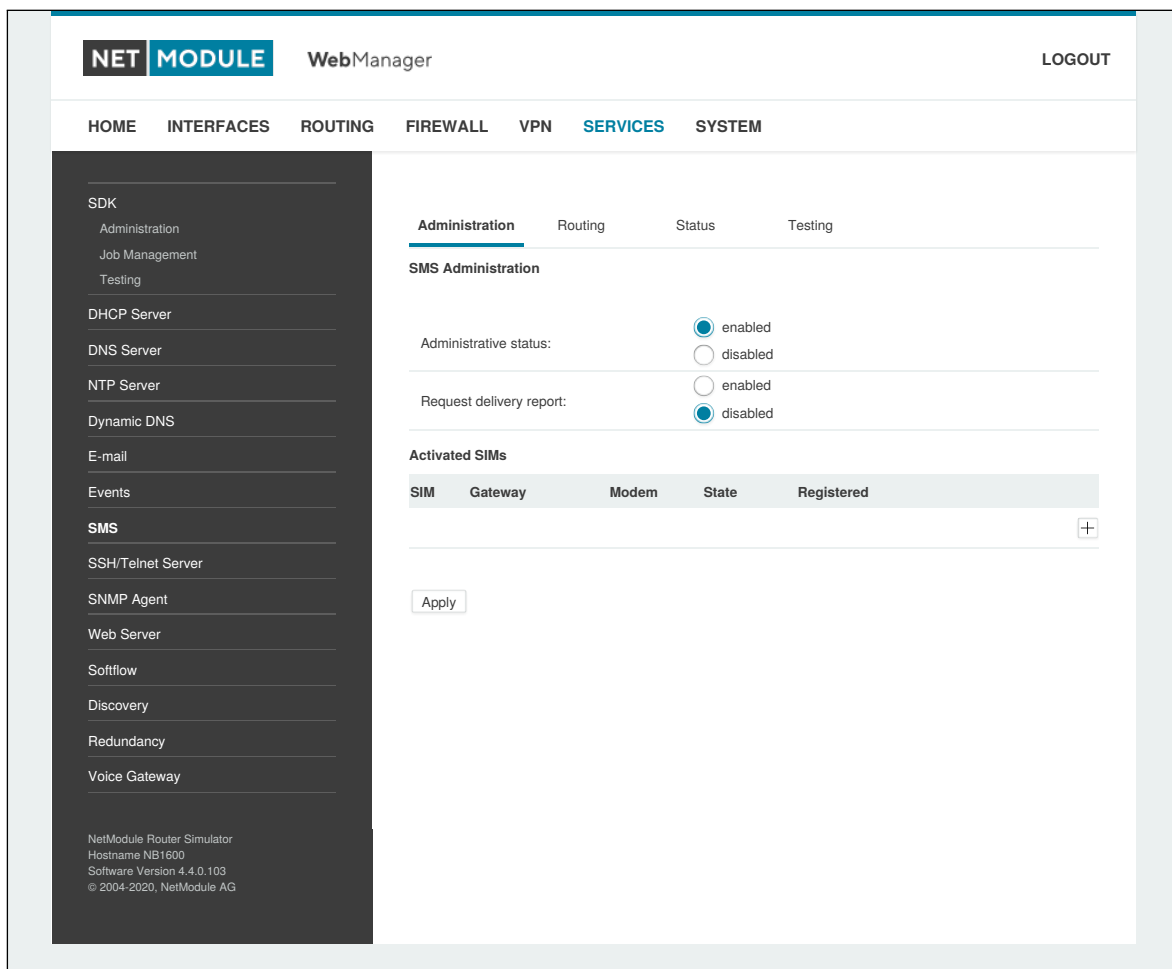 NET MODULE WebManager LOGOUT
HOME INTERFACES ROUTING FIREWALL VPN SERVICES SYSTEM
SDK
Administration
Job Management
Testing
DHCP Server
DNS Server
NTP Server
Dynamic DNS
E-mail
Events
SMS
SSH/Telnet Server
SNMP Agent
Web Server
Softflow
Discovery
Redundancy
Voice Gateway
NetModule Router Simulator
Hostname NB1600
Software Version 4.4.0.103
© 2004-2020, NetModule AG
Administration Routing Status Testing
SMS Administration
Administrative status:
enabled
disabled
Request delivery report:
enabled
disabled
Activated SIMs
SIM Gateway Modem State Registered
Apply